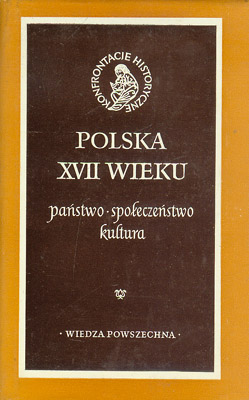 KONFRONTACJE HISTORYCZNE
POLSKA
XVII WIEKU
państwo · społeczeństwo
kultura
· WIEDZA POWSZECHNA ·